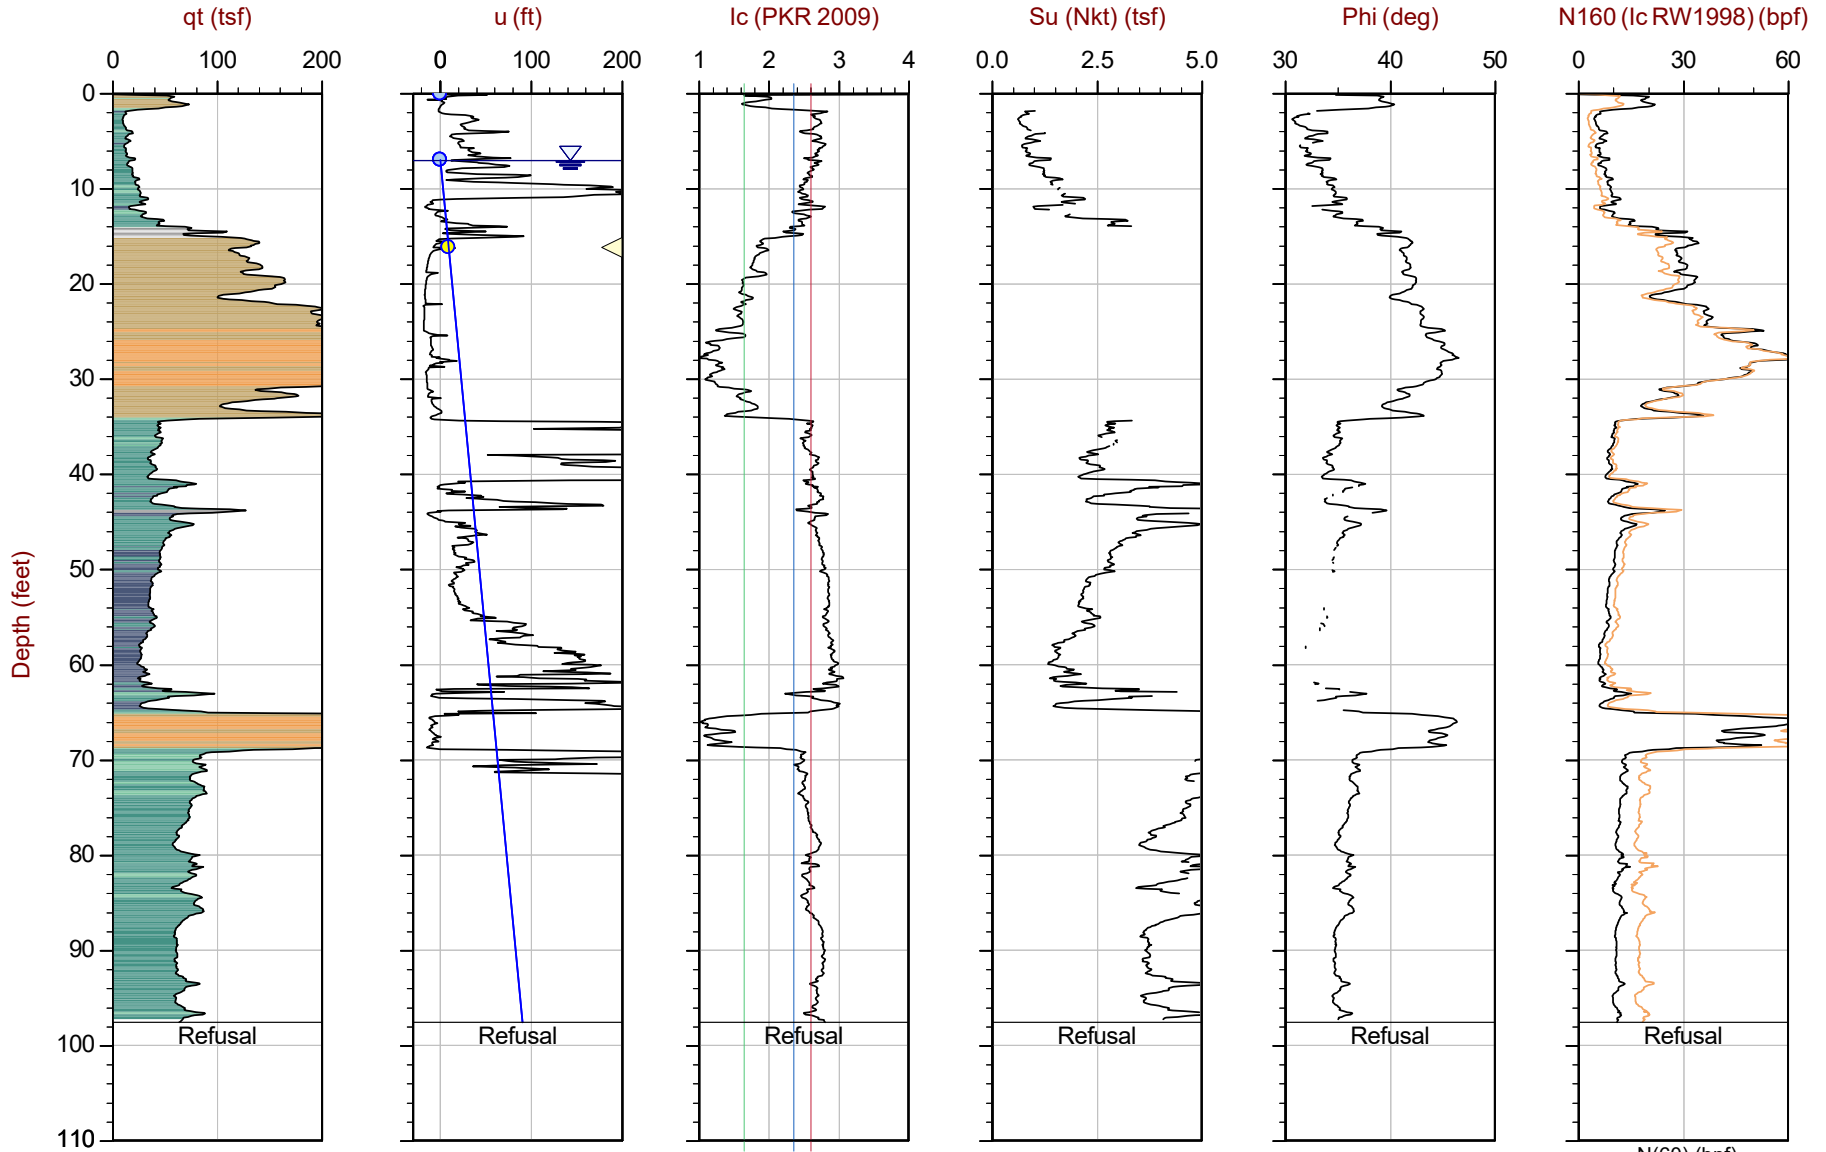 qt (tsf) u (ft) Ic (PKR 2009) Su (Nkt) (tsf) Phi (deg) N160 (Ic RW1998) (bpf)
0 100 200 0 100 200 1 2 3 4 0.0 2.5 5.0 30 40 50 0 30 60
0
10
20
30
40
50
60
70
80
90
100
110
Depth (feet)
Refusal Refusal Refusal Refusal Refusal Refusal
N(60) (bpf)